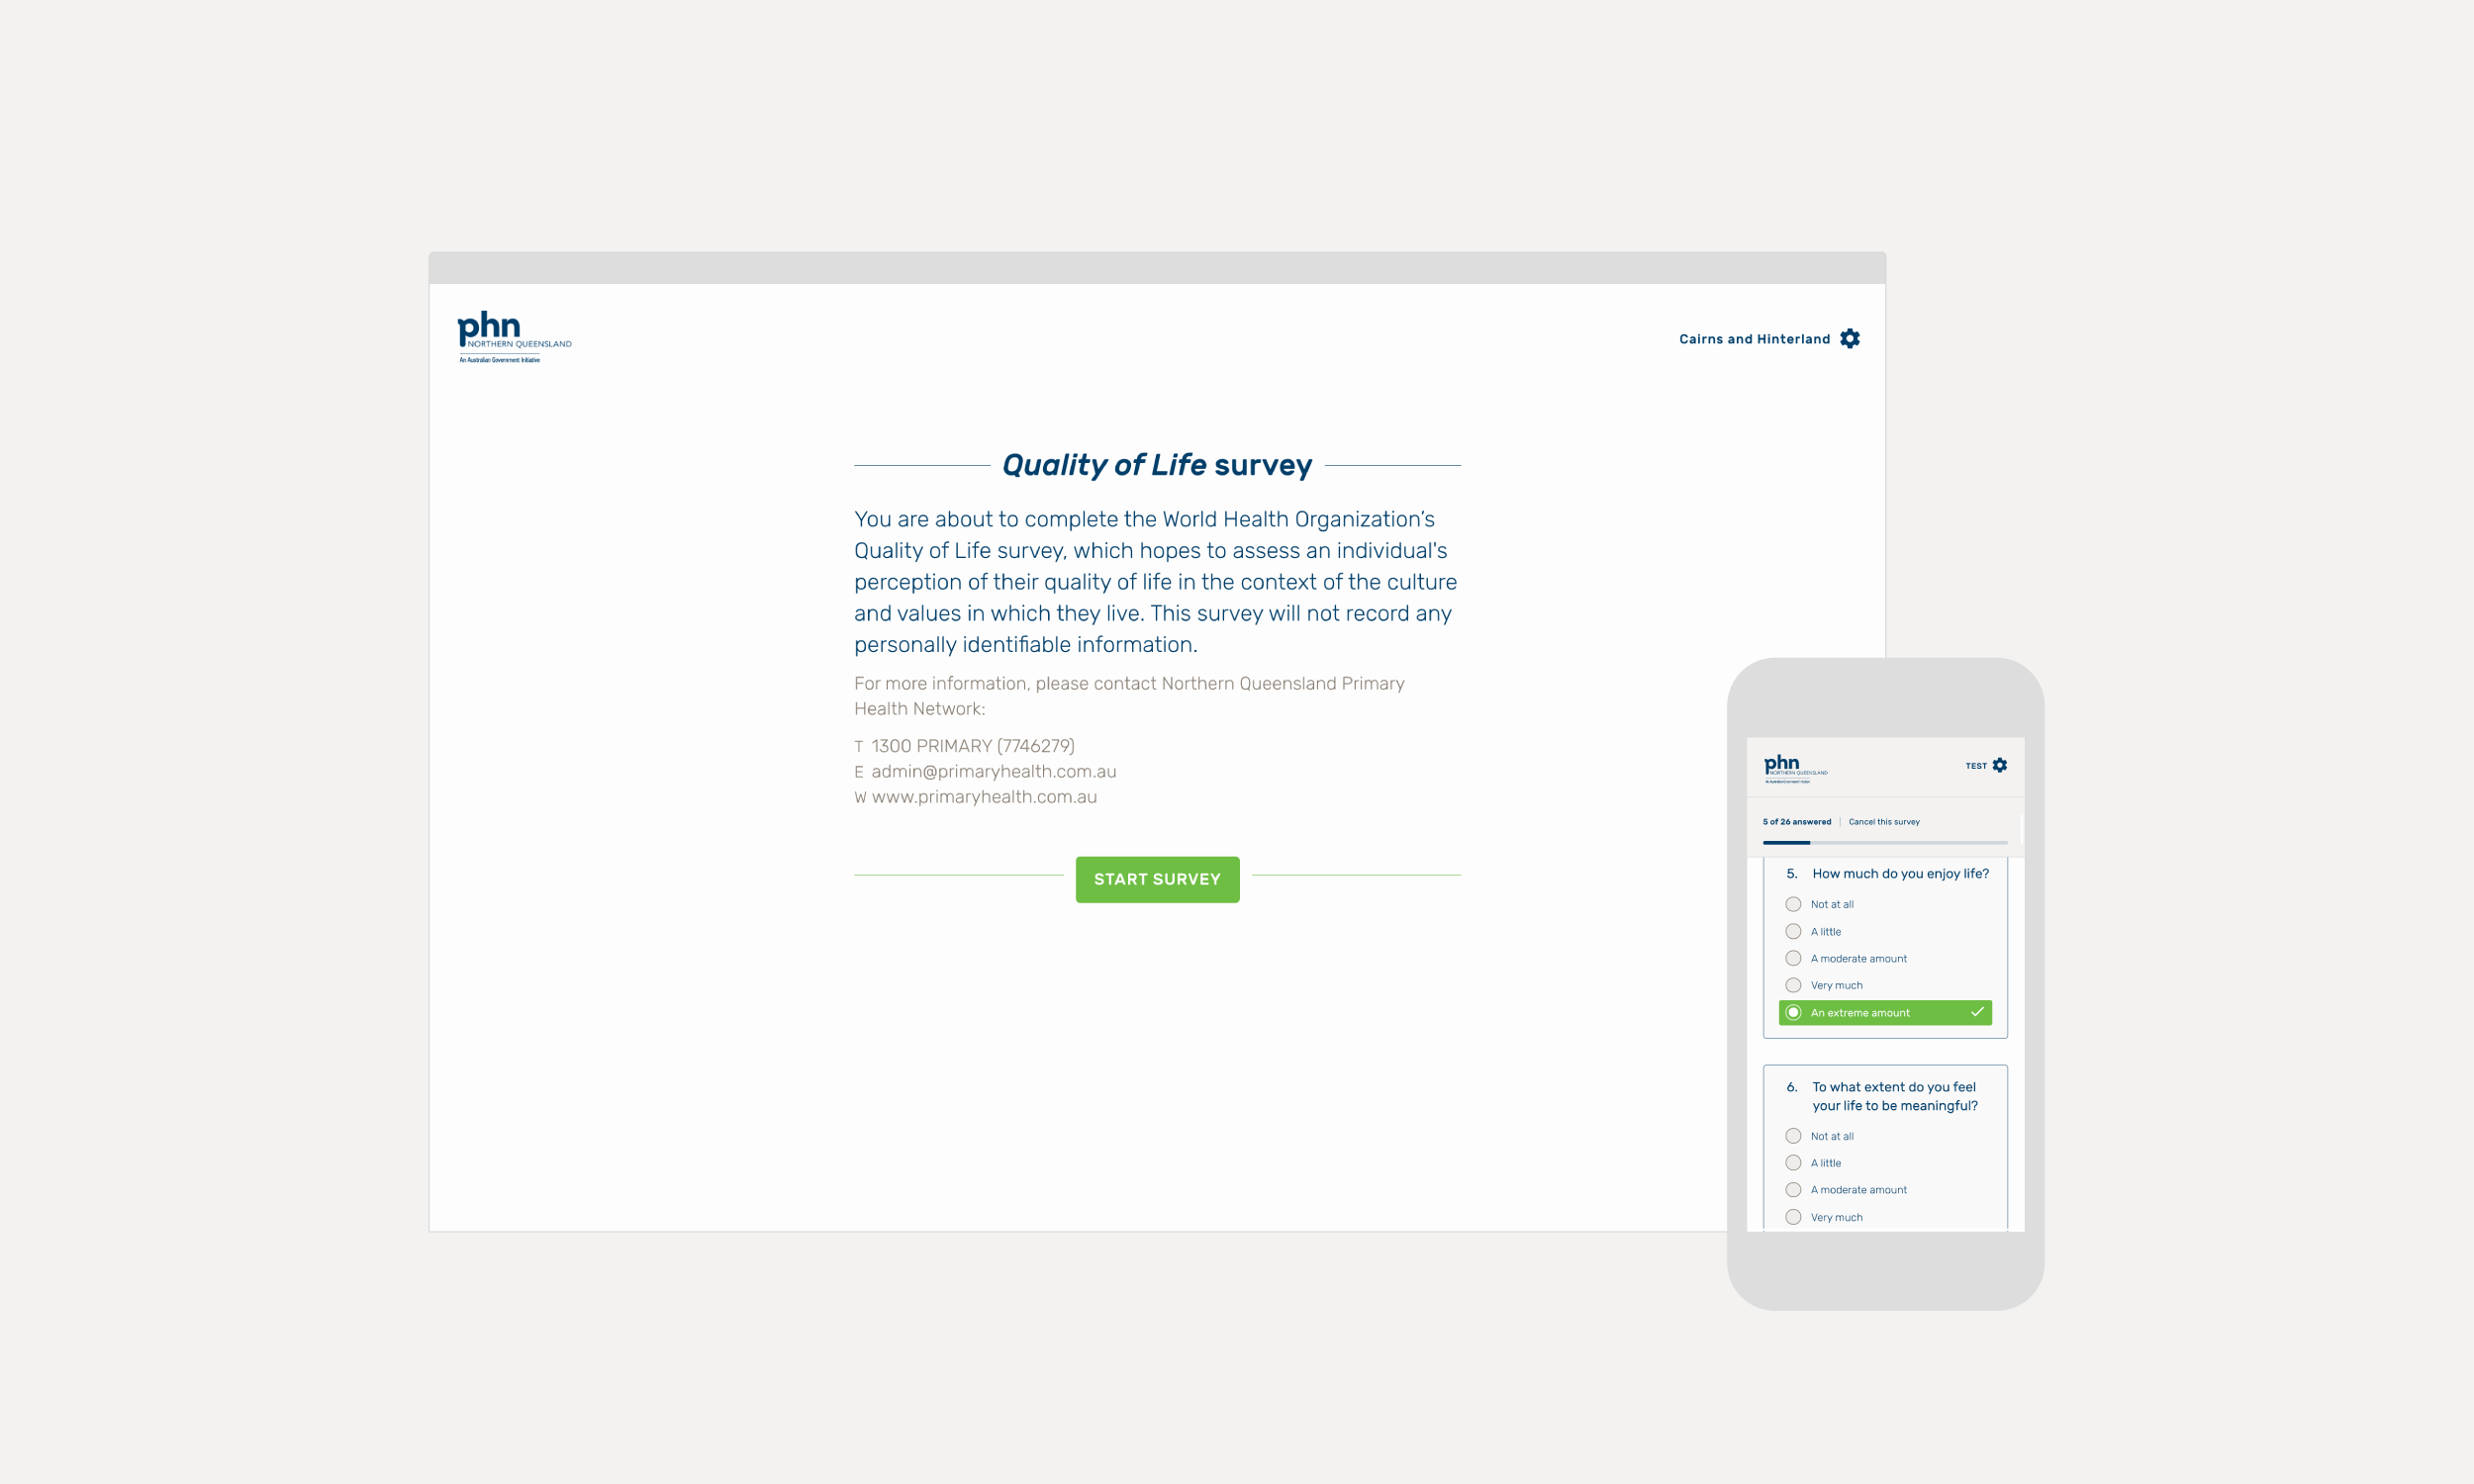 phn
NORTHERN QUEENSLAND
An Australian Government Initiative
Cairns and Hinterland
Quality of Life survey
You are about to complete the World Health Organization’s
Quality of Life survey, which hopes to assess an individual's
perception of their quality of life in the context of the culture
and values in which they live. This survey will not record any
personally identifiable information.
For more information, please contact Northern Queensland Primary
Health Network:
T 1300 PRIMARY (7746279)
E admin@primaryhealth.com.au
W www.primaryhealth.com.au
START SURVEY
phn
NORTHERN QUEENSLAND
An Australian Government Initiative
TEST
5 of 26 answered
Cancel this survey
5. How much do you enjoy life?
Not at all
A little
A moderate amount
Very much
An extreme amount
6. To what extent do you feel
your life to be meaningful?
Not at all
A little
A moderate amount
Very much